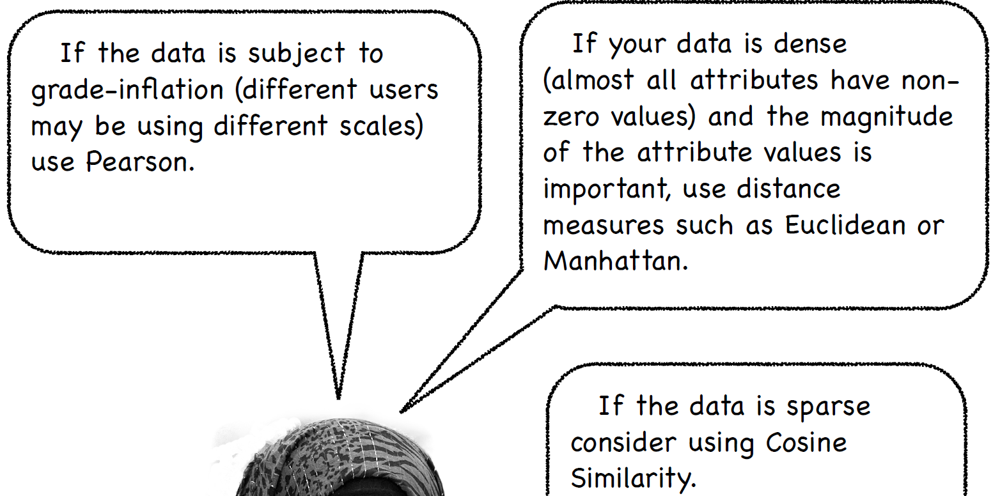 If the data is subject to
grade-inflation (different users
may be using different scales)
use Pearson.
If your data is dense
(almost all attributes have non-
zero values) and the magnitude
of the attribute values is
important, use distance
measures such as Euclidean or
Manhattan.
If the data is sparse
consider using Cosine
Similarity.